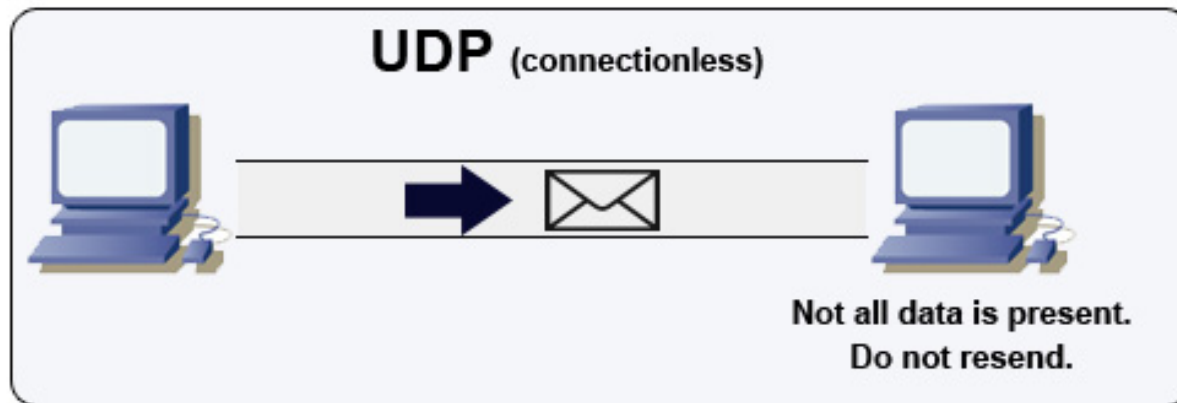 UDP (connectionless)
Not all data is present.
Do not resend.